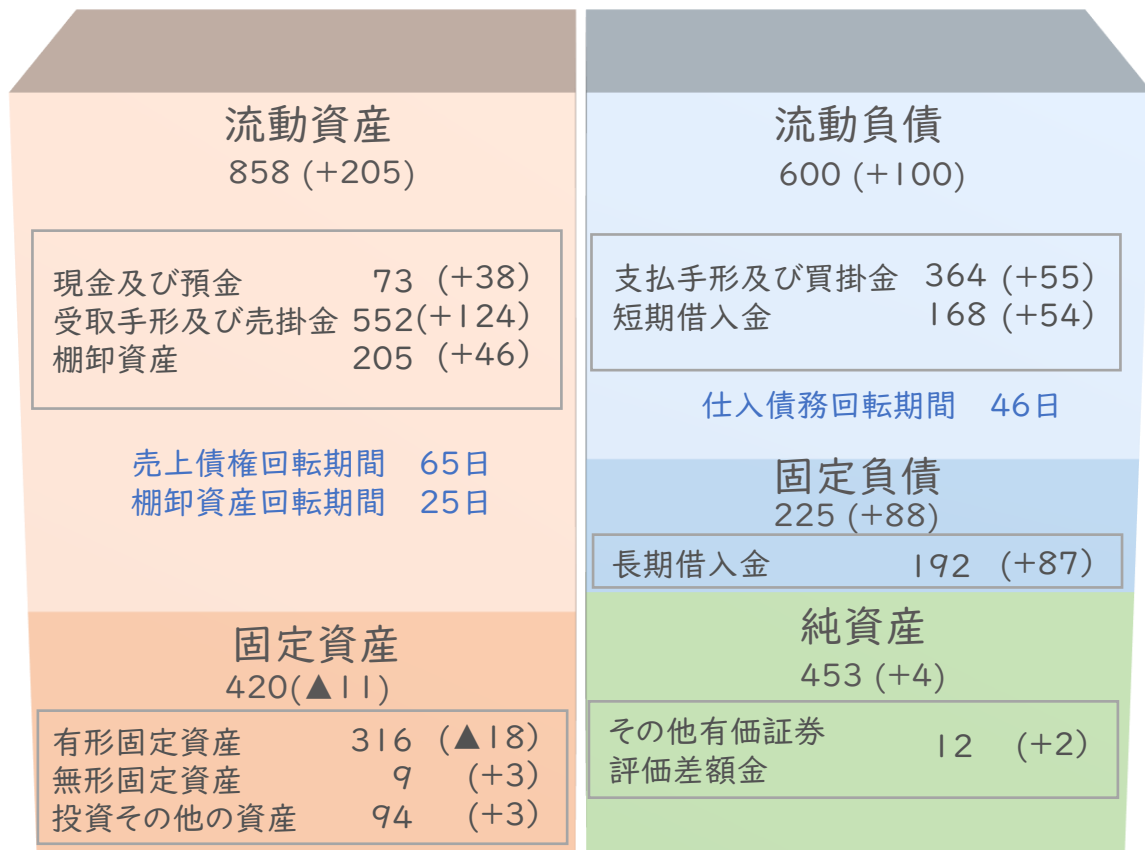 流動資産
858 (+205)
現金及び預金 73 (+38)
受取手形及び売掛金 552(+124)
棚卸資産 205 (+46)
売上債権回転期間 65日
棚卸資産回転期間 25日
固定資産
420(▲11)
有形固定資産 316 (▲18)
無形固定資産 9 (+3)
投資その他の資産 94 (+3)
流動負債
600 (+100)
支払手形及び買掛金 364 (+55)
短期借入金 168 (+54)
仕入債務回転期間 46日
固定負債
225 (+88)
長期借入金 192 (+87)
純資産
453 (+4)
その他有価証券
評価差額金 12 (+2)